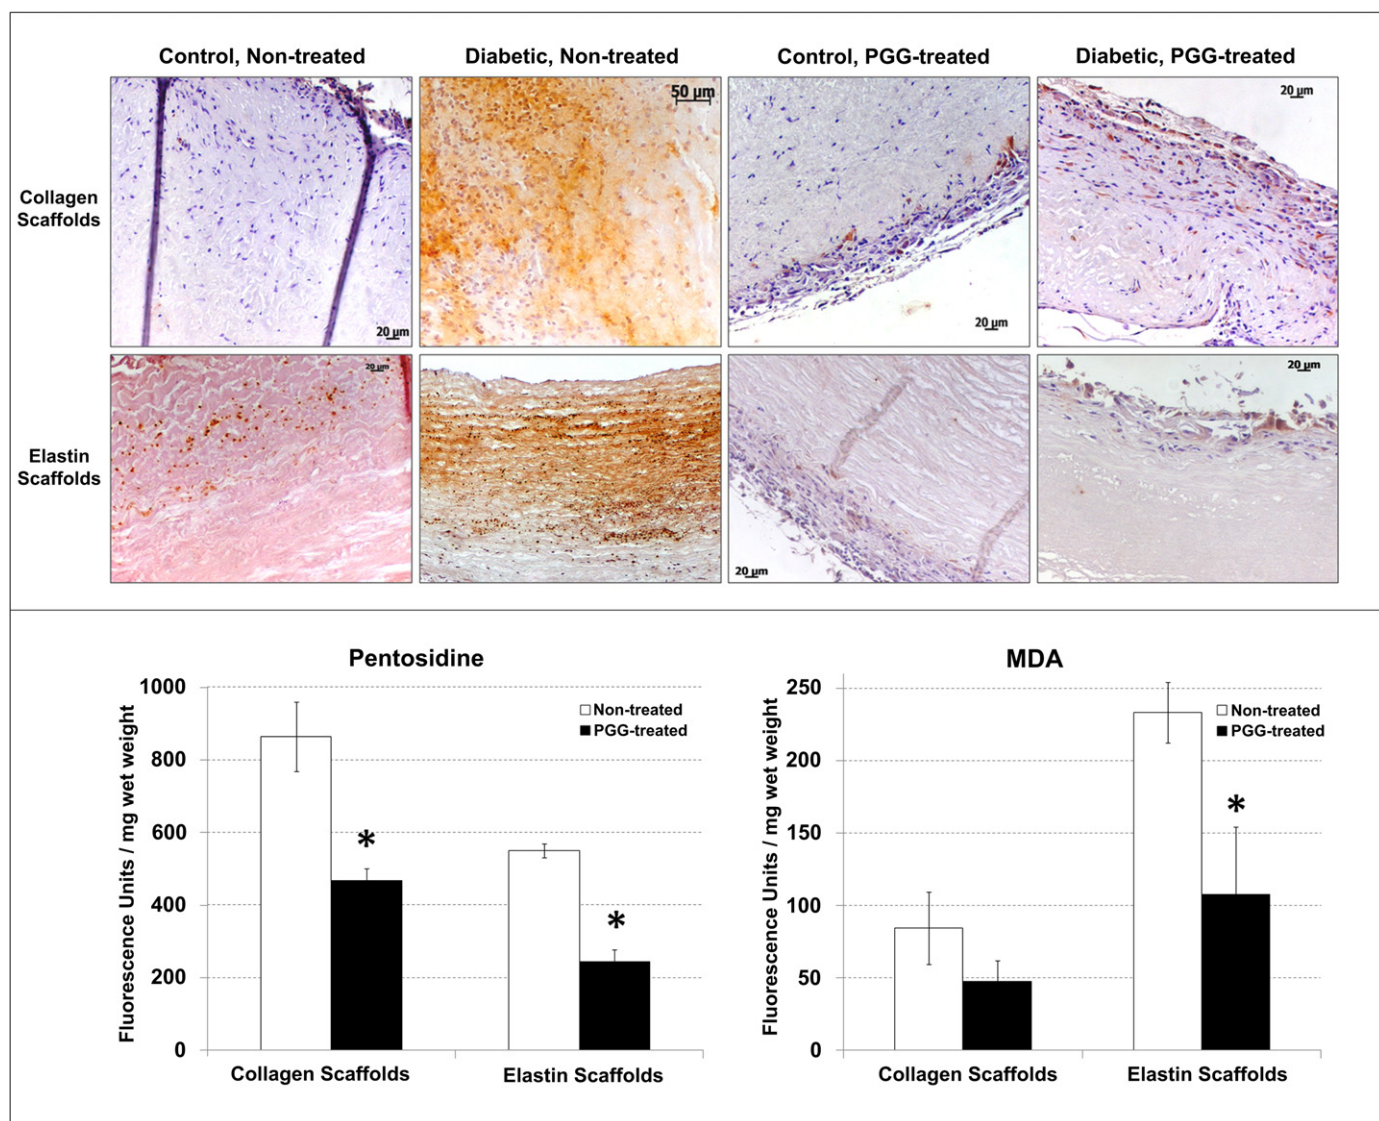 Control, Non-treated
Diabetic, Non-treated
Control, PGG-treated
Diabetic, PGG-treated
Collagen
Scaffolds
20 µm
50 µm
20 µm
20 µm
Elastin
Scaffolds
20 µm
20 µm
20 µm
Pentosidine
Fluorescence Units / mg wet weight
1000
800
600
400
200
0
Non-treated
PGG-treated
*
*
Collagen Scaffolds
Elastin Scaffolds
MDA
Fluorescence Units / mg wet weight
250
200
150
100
50
0
Non-treated
PGG-treated
*
Collagen Scaffolds
Elastin Scaffolds